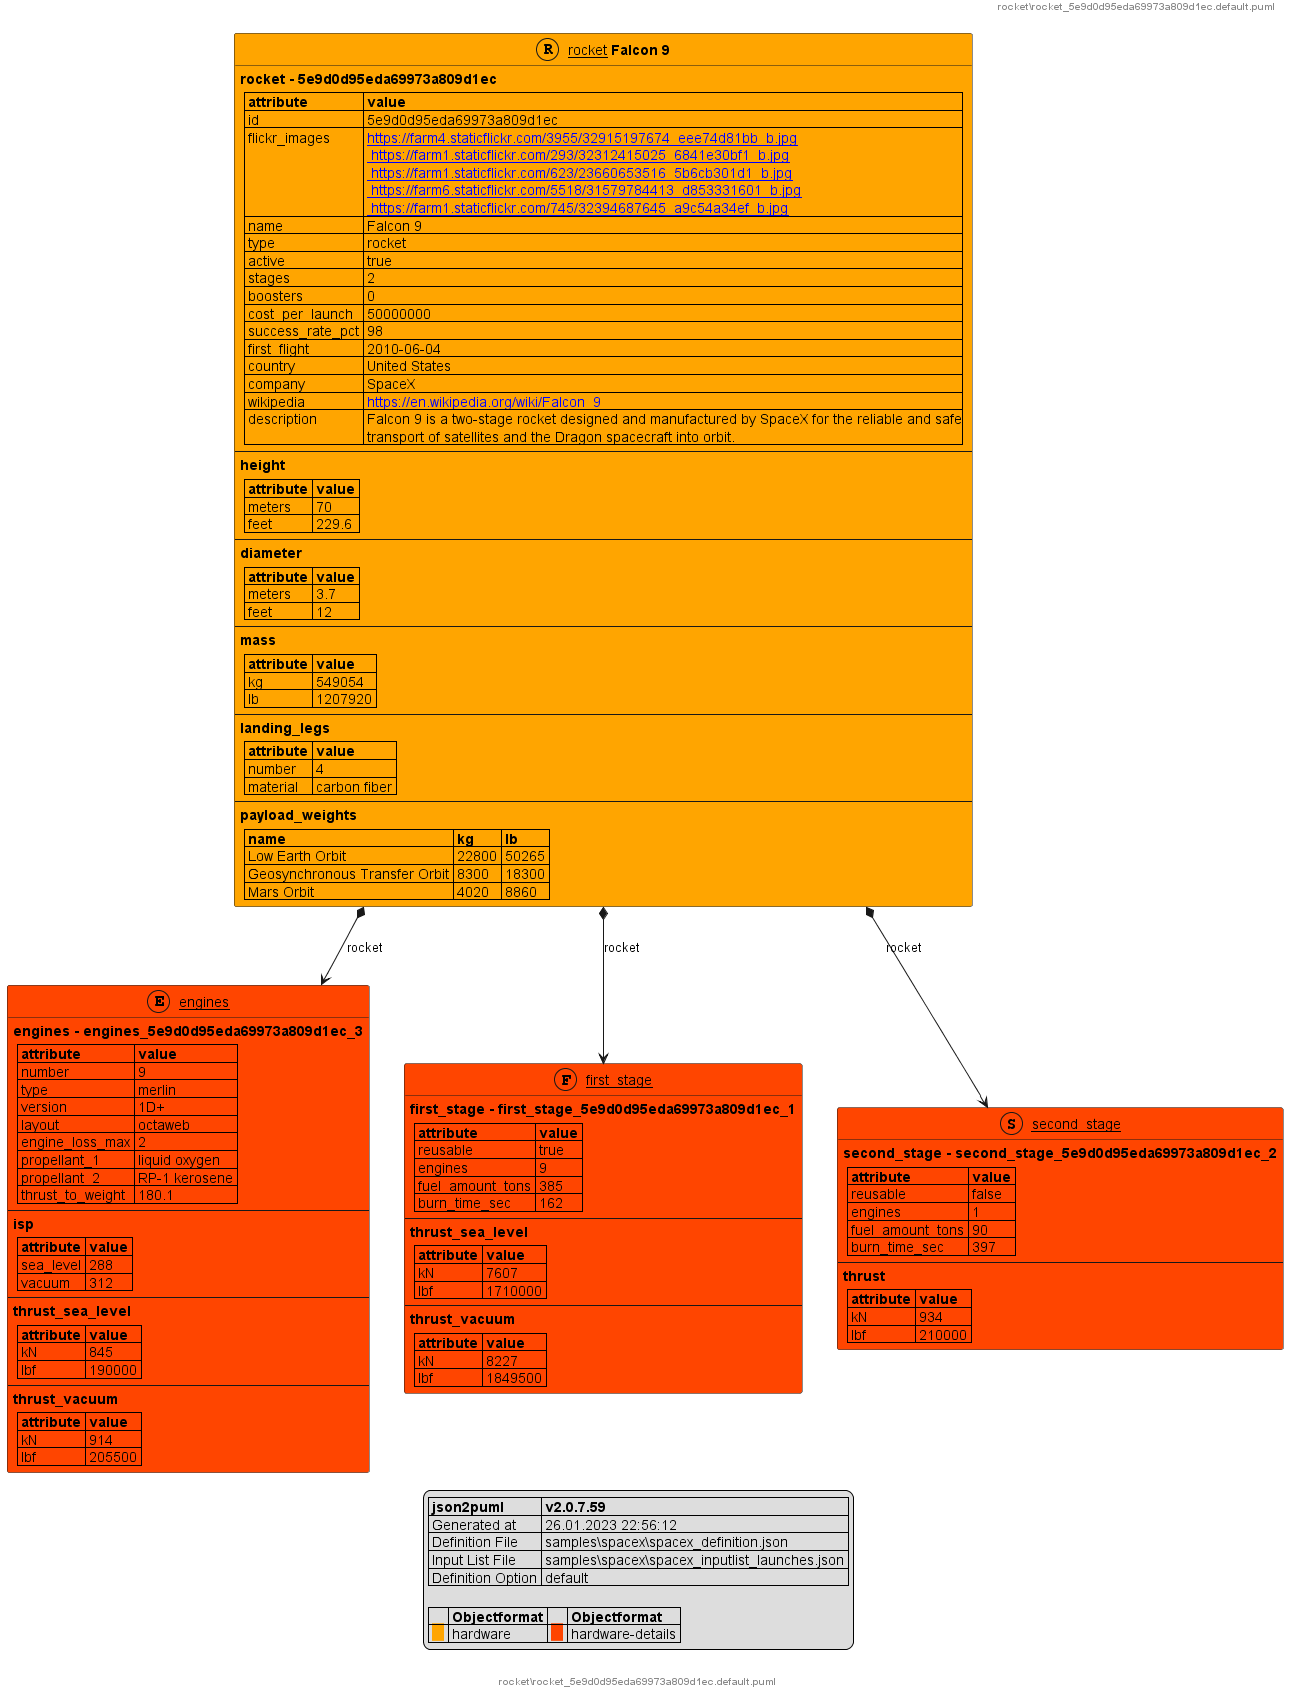 rocket\rocket_5e9d0d95eda69973a809d1ec.default.puml
R rocket Falcon 9
rocket - 5e9d0d95eda69973a809d1ec
attribute value
id 5e9d0d95eda69973a809d1ec
flickr_images https://farm4.staticflickr.com/3955/32915197674_eee74d81bb_b.jpg
https://farm1.staticflickr.com/293/32312415025_6841e30bf1_b.jpg
https://farm1.staticflickr.com/623/23660653516_5b6cb301d1_b.jpg
https://farm6.staticflickr.com/5518/31579784413_d853331601_b.jpg
https://farm1.staticflickr.com/745/32394687645_a9c54a34ef_b.jpg
name Falcon 9
type rocket
active true
stages 2
boosters 0
cost_per_launch 50000000
success_rate_pct 98
first_flight 2010-06-04
country United States
company SpaceX
wikipedia https://en.wikipedia.org/wiki/Falcon_9
description Falcon 9 is a two-stage rocket designed and manufactured by SpaceX for the reliable and safe
transport of satellites and the Dragon spacecraft into orbit.
height
attribute value
meters 70
feet 229.6
diameter
attribute value
meters 3.7
feet 12
mass
attribute value
kg 549054
lb 1207920
landing_legs
attribute value
number 4
material carbon fiber
payload_weights
name kg lb
Low Earth Orbit 22800 50265
Geosynchronous Transfer Orbit 8300 18300
Mars Orbit 4020 8860
rocket
rocket
rocket
E engines
engines - engines_5e9d0d95eda69973a809d1ec_3
attribute value
number 9
type merlin
version 1D+
layout octaweb
engine_loss_max 2
propellant_1 liquid oxygen
propellant_2 RP-1 kerosene
thrust_to_weight 180.1
isp
attribute value
sea_level 288
vacuum 312
thrust_sea_level
attribute value
kN 845
lbf 190000
thrust_vacuum
attribute value
kN 914
lbf 205500
F first_stage
first_stage - first_stage_5e9d0d95eda69973a809d1ec_1
attribute value
reusable true
engines 9
fuel_amount_tons 385
burn_time_sec 162
thrust_sea_level
attribute value
kN 7607
lbf 1710000
thrust_vacuum
attribute value
kN 8227
lbf 1849500
S second_stage
second_stage - second_stage_5e9d0d95eda69973a809d1ec_2
attribute value
reusable false
engines 1
fuel_amount_tons 90
burn_time_sec 397
thrust
attribute value
kN 934
lbf 210000
json2puml v2.0.7.59
Generated at 26.01.2023 22:56:12
Definition File samples\spacex\spacex_definition.json
Input List File samples\spacex\spacex_inputlist_launches.json
Definition Option default
Objectformat Objectformat
hardware hardware-details
rocket\rocket_5e9d0d95eda69973a809d1ec.default.puml